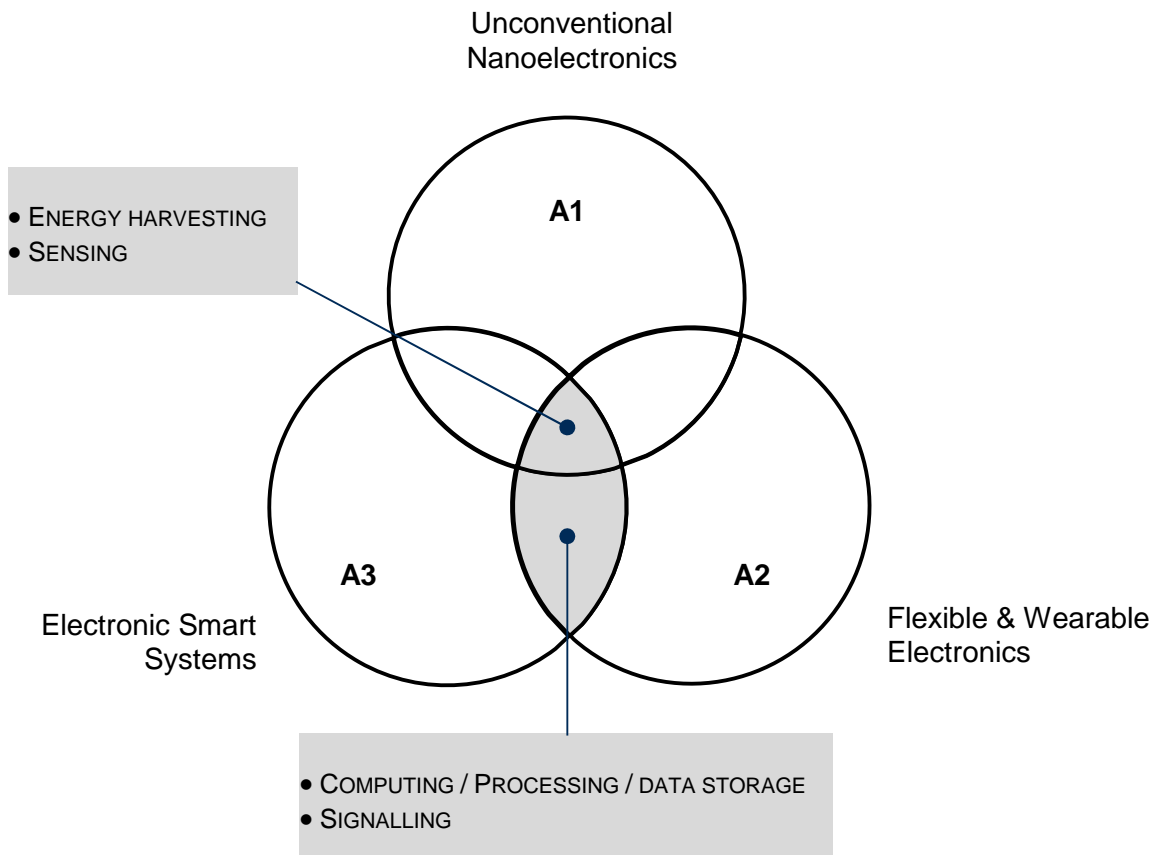 Unconventional
Nanoelectronics
A1
• ENERGY HARVESTING
• SENSING
A3
A2
Electronic Smart
Systems
Flexible & Wearable
Electronics
• COMPUTING / PROCESSING / DATA STORAGE
• SIGNALLING